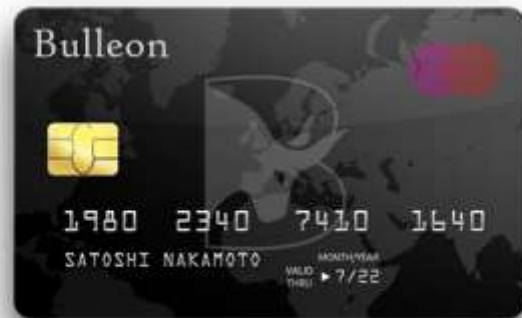 Bulleon
1980 2340 7410 1640
SATOSHI NAKAMOTO
MONTH/YEAR
VALID THRU ▶ 7/22